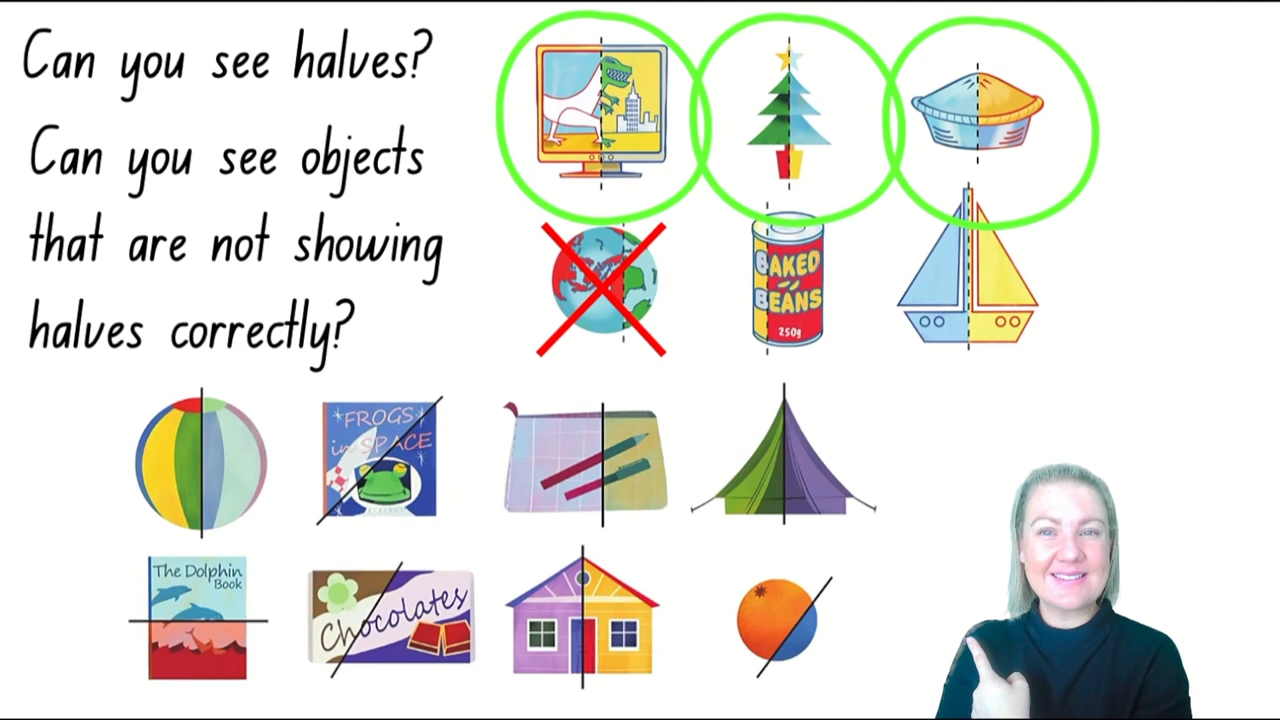 Can you see halves?
Can you see objects
that are not showing
halves correctly?
BAKED
BEANS
250g
FROGS
in SPACE
The Dolphin
Book
Chocolates